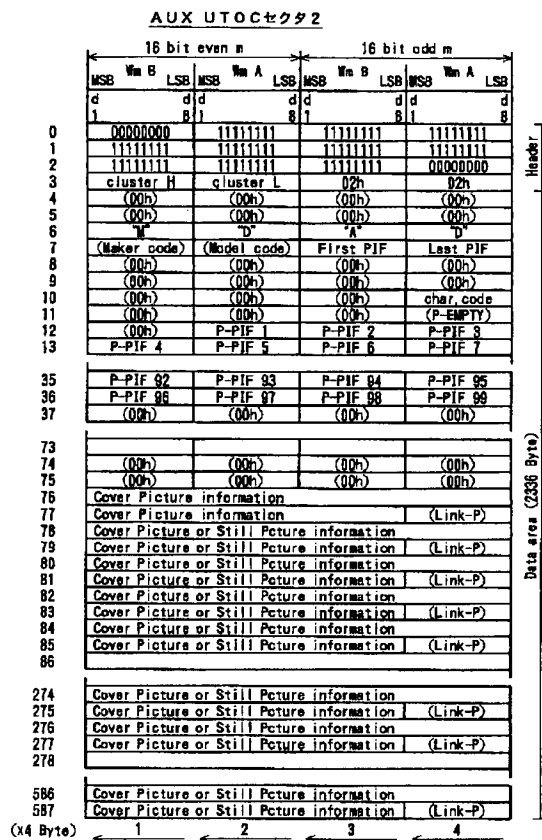 AUX UTOCセクタ2
16 bit even m 16 bit odd m
MSB Wm B LSB MSB Wm A LSB MSB Wm B LSB MSB Wm A LSB
d d d d d d d d
1 8 1 8 1 8 1 8
0 00000000 11111111 11111111 11111111
1 11111111 11111111 11111111 11111111
2 11111111 11111111 11111111 00000000
3 cluster H cluster L 02h 02h
4 (00h) (00h) (00h) (00h)
5 (00h) (00h) (00h) (00h)
6 "M" "D" "A" "D"
7 (Maker code) (Model code) First PIF Last PIF
8 (00h) (00h) (00h) (00h)
9 (00h) (00h) (00h) (00h)
10 (00h) (00h) (00h) char. code
11 (00h) (00h) (00h) (P-EMPTY)
12 (00h) P-PIF 1 P-PIF 2 P-PIF 3
13 P-PIF 4 P-PIF 5 P-PIF 6 P-PIF 7
35 P-PIF 92 P-PIF 93 P-PIF 94 P-PIF 95
36 P-PIF 96 P-PIF 97 P-PIF 98 P-PIF 99
37 (00h) (00h) (00h) (00h)
73
74 (00h) (00h) (00h) (00h)
75 (00h) (00h) (00h) (00h)
76 Cover Picture information
77 Cover Picture information (Link-P)
78 Cover Picture or Still Pcture information
79 Cover Picture or Still Pcture information (Link-P)
80 Cover Picture or Still Pcture information
81 Cover Picture or Still Pcture information (Link-P)
82 Cover Picture or Still Pcture information
83 Cover Picture or Still Pcture information (Link-P)
84 Cover Picture or Still Pcture information
85 Cover Picture or Still Pcture information (Link-P)
86
274 Cover Picture or Still Pcture information
275 Cover Picture or Still Pcture information (Link-P)
276 Cover Picture or Still Pcture information
277 Cover Picture or Still Pcture information (Link-P)
278
586 Cover Picture or Still Pcture information
587 Cover Picture or Still Pcture information (Link-P)
(X4 Byte) 1 2 3 4
Header
Data area (2336 Byte)